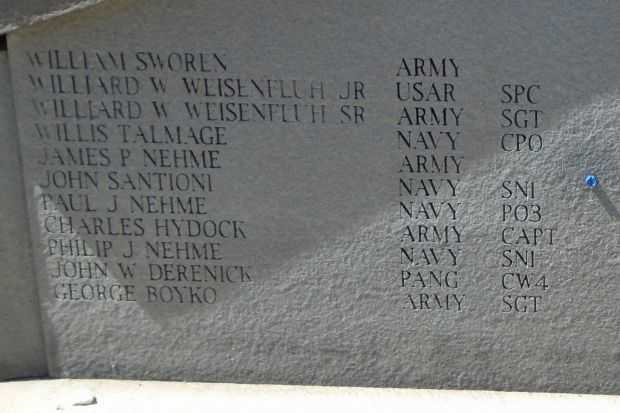 WILLIAM SWOREN ARMY
WILLIARD W WEISENFLUH JR USAR SPC
WILLIARD W WEISENFLUH SR ARMY SGT
WILLIS TALMAGE NAVY CPO
JAMES P NEHME ARMY
JOHN SANTIONI NAVY SN1
PAUL J NEHME NAVY PO3
CHARLES HYDOCK ARMY CAPT
PHILIP J NEHME NAVY SN1
JOHN W DERENICK PANG CW4
GEORGE BOYKO ARMY SGT